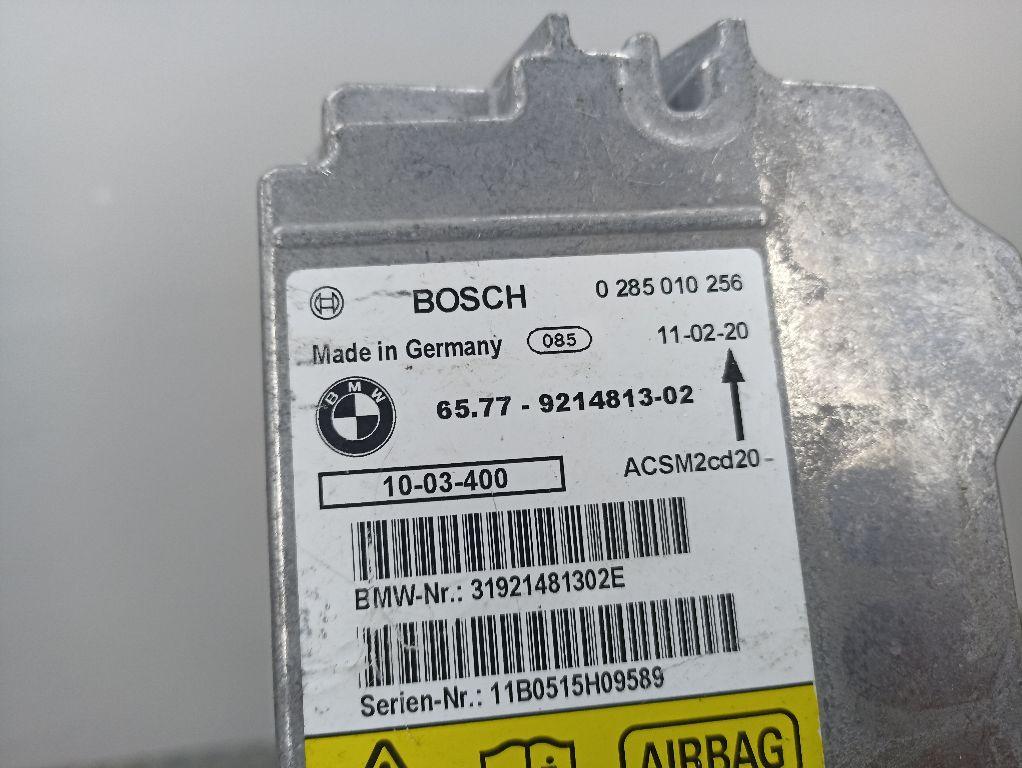 BOSCH 0 285 010 256
Made in Germany 085 11-02-20
BMW
65.77 - 9214813-02
10-03-400 ACSM2cd20 -
BMW-Nr.: 31921481302E
Serien-Nr.: 11B0515H09589
AIRBAG